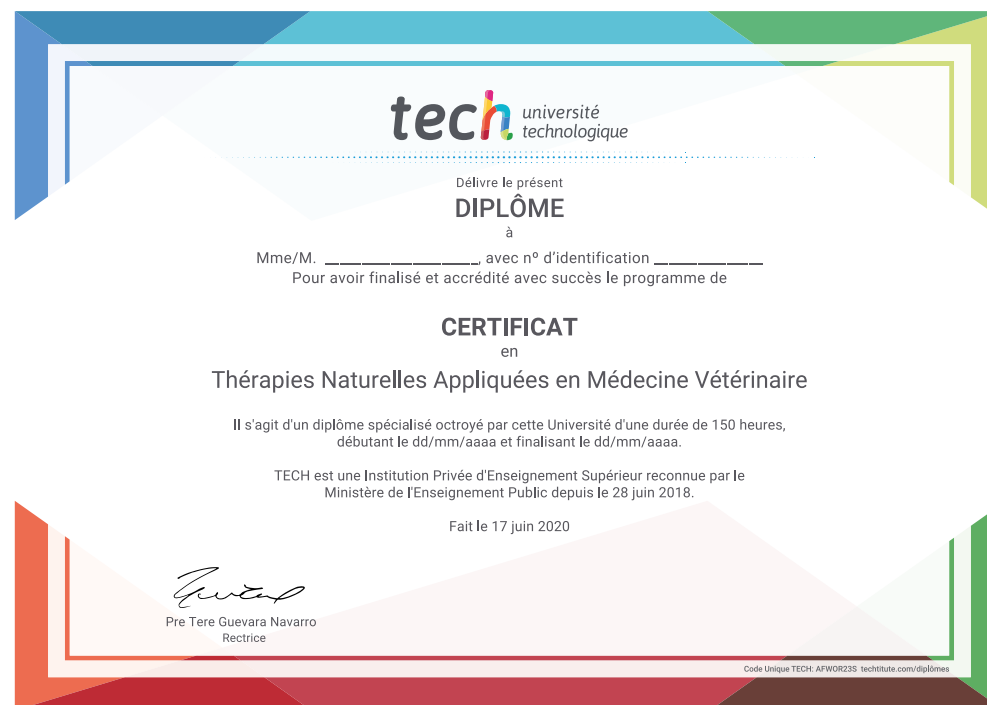 tech université
technologique
Délivre le présent
DIPLÔME
à
Mme/M. ____________________, avec nº d'identification ______________
Pour avoir finalisé et accrédité avec succès le programme de
CERTIFICAT
en
Thérapies Naturelles Appliquées en Médecine Vétérinaire
Il s'agit d'un diplôme spécialisé octroyé par cette Université d'une durée de 150 heures,
débutant le dd/mm/aaaa et finalisant le dd/mm/aaaa.
TECH est une Institution Privée d'Enseignement Supérieur reconnue par le
Ministère de l'Enseignement Public depuis le 28 juin 2018.
Fait le 17 juin 2020
Pre Tere Guevara Navarro
Rectrice
Code Unique TECH: AFWOR23S techtitute.com/diplômes